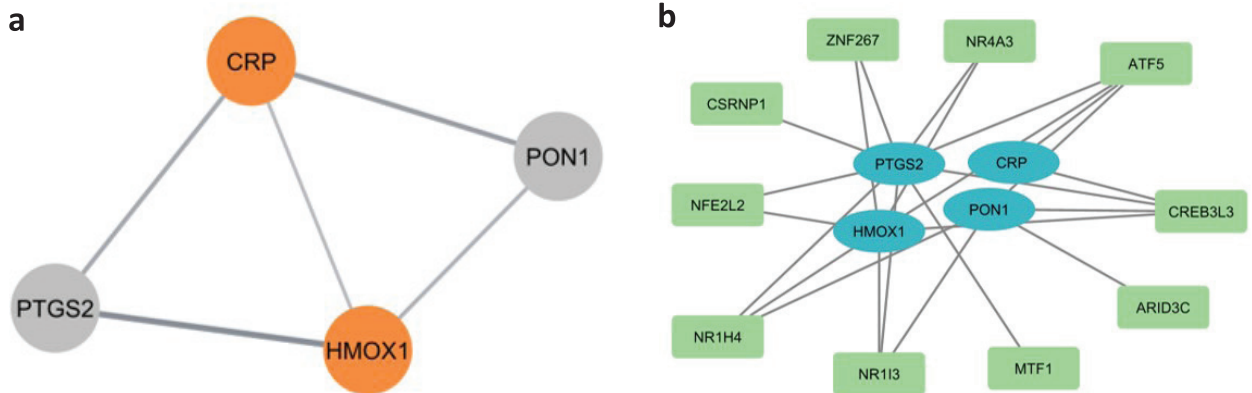 a
CRP
PON1
PTGS2
HMOX1
b
ZNF267
NR4A3
ATF5
CSRNP1
PTGS2
CRP
NFE2L2
PON1
CREB3L3
HMOX1
ARID3C
NR1H4
NR1I3
MTF1